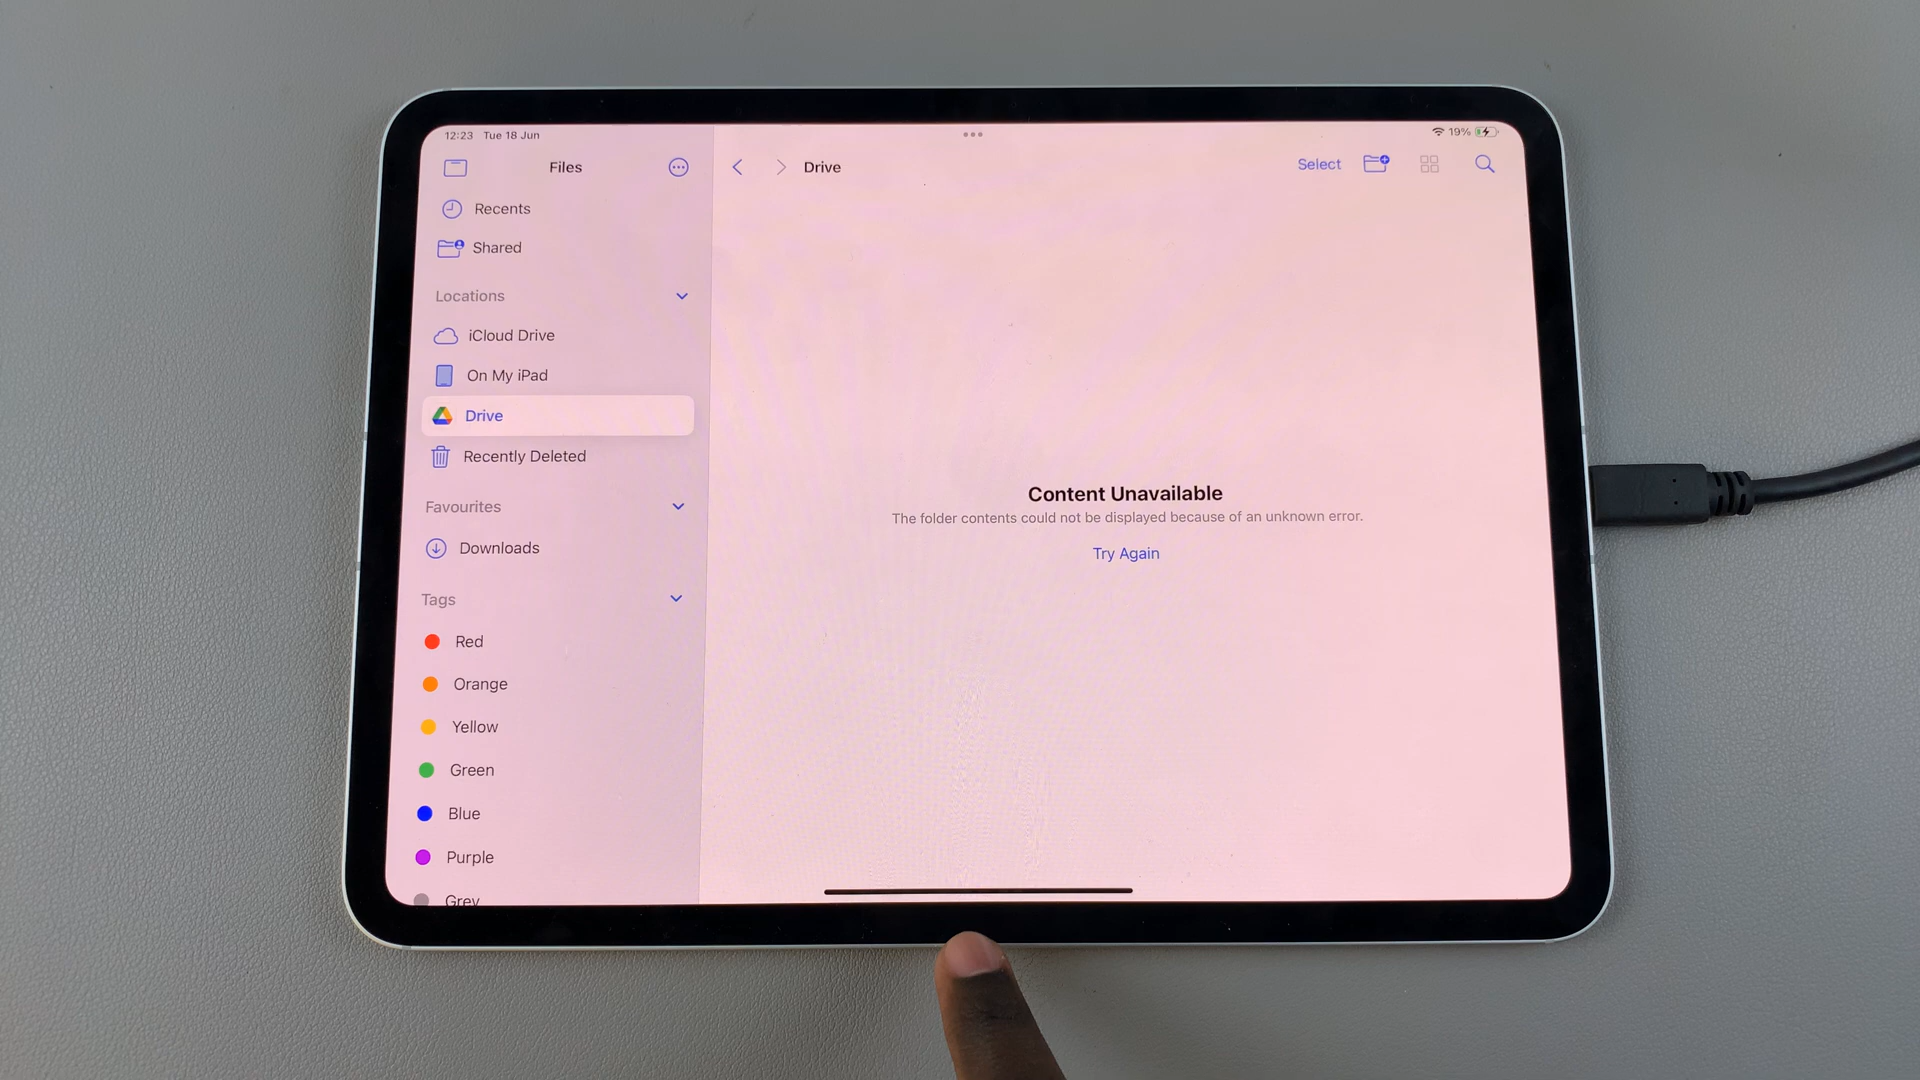 12:23 Tue 18 Jun
19%
Files
Recents
Shared
Locations
iCloud Drive
On My iPad
Drive
Recently Deleted
Favourites
Downloads
Tags
Red
Orange
Yellow
Green
Blue
Purple
Grey
Drive
Select
Content Unavailable
The folder contents could not be displayed because of an unknown error.
Try Again